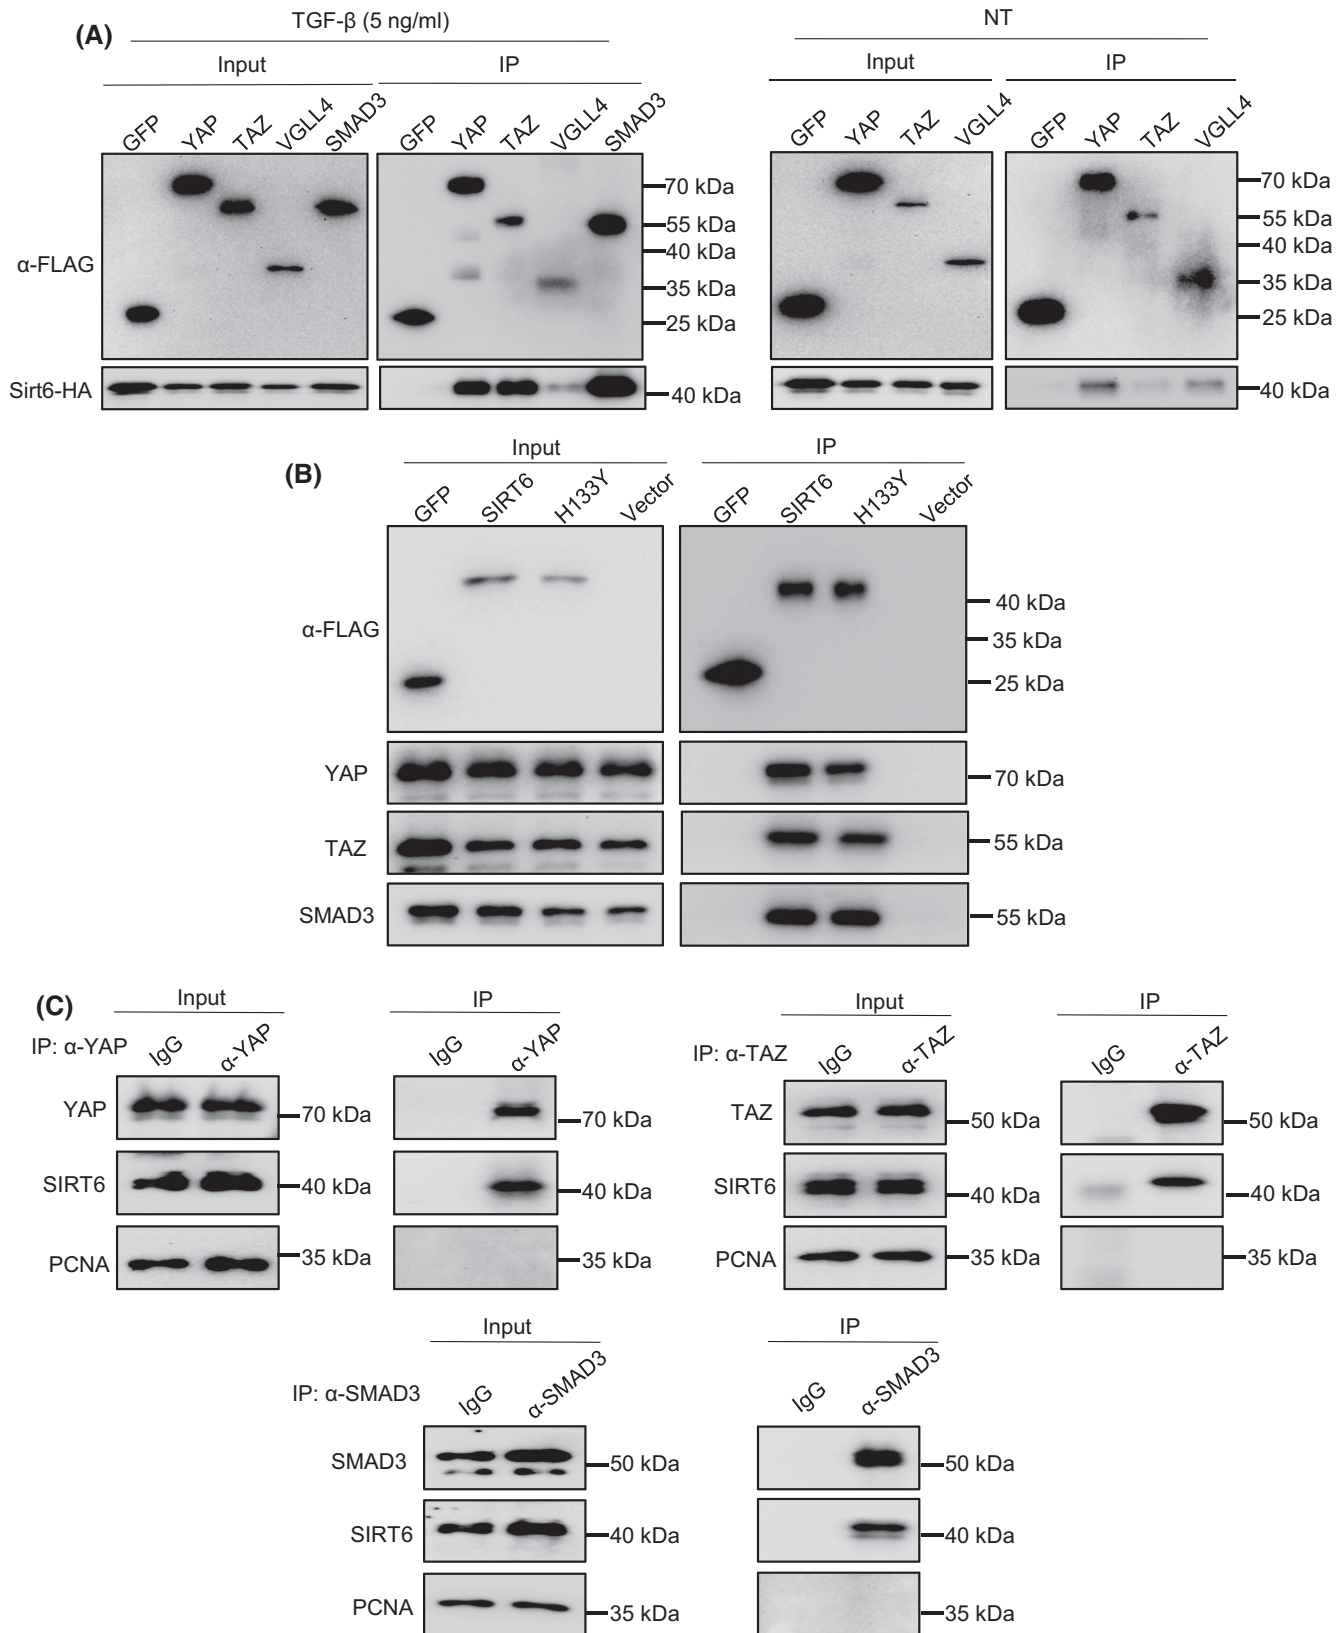 (A)
TGF-β (5 ng/ml)
NT
Input
IP
Input
IP
GFP YAP TAZ VGLL4 SMAD3
GFP YAP TAZ VGLL4 SMAD3
GFP YAP TAZ VGLL4
GFP YAP TAZ VGLL4
α-FLAG
70 kDa
55 kDa
40 kDa
35 kDa
25 kDa
70 kDa
55 kDa
40 kDa
35 kDa
25 kDa
Sirt6-HA
40 kDa
40 kDa
(B)
Input
IP
GFP SIRT6 H133Y Vector
GFP SIRT6 H133Y Vector
α-FLAG
40 kDa
35 kDa
25 kDa
YAP
70 kDa
TAZ
55 kDa
SMAD3
55 kDa
(C)
Input
IP
IP: α-YAP
IgG α-YAP
IgG α-YAP
YAP
70 kDa
70 kDa
SIRT6
40 kDa
40 kDa
PCNA
35 kDa
35 kDa
Input
IP
IP: α-TAZ
IgG α-TAZ
IgG α-TAZ
TAZ
50 kDa
50 kDa
SIRT6
40 kDa
40 kDa
PCNA
35 kDa
35 kDa
Input
IP
IP: α-SMAD3
IgG α-SMAD3
IgG α-SMAD3
SMAD3
50 kDa
50 kDa
SIRT6
40 kDa
40 kDa
PCNA
35 kDa
35 kDa